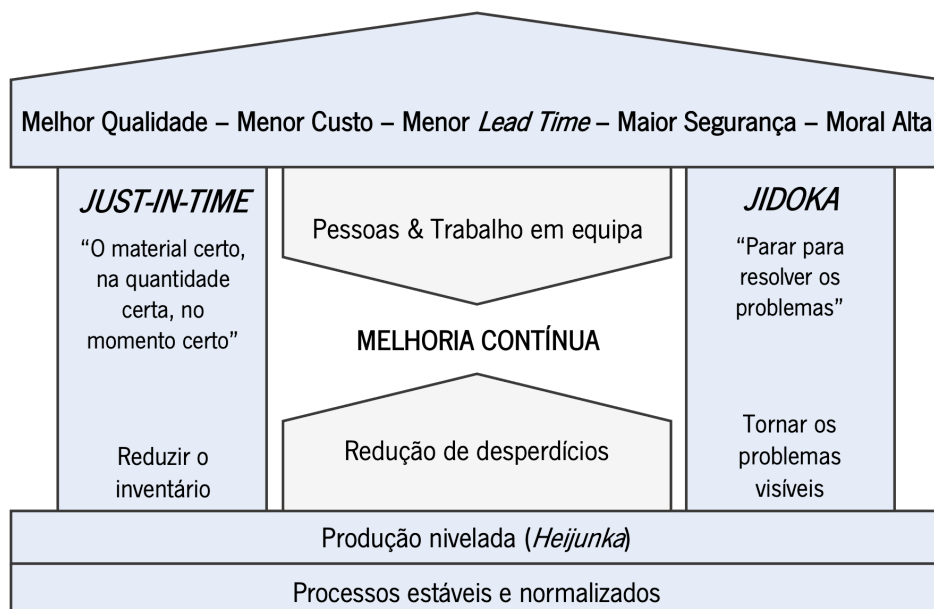 Melhor Qualidade – Menor Custo – Menor Lead Time – Maior Segurança – Moral Alta
JUST-IN-TIME
“O material certo,
na quantidade
certa, no
momento certo”
Reduzir o
inventário
Pessoas & Trabalho em equipa
MELHORIA CONTÍNUA
Redução de desperdícios
JIDOKA
“Parar para
resolver os
problemas”
Tornar os
problemas
visíveis
Produção nivelada (Heijunka)
Processos estáveis e normalizados